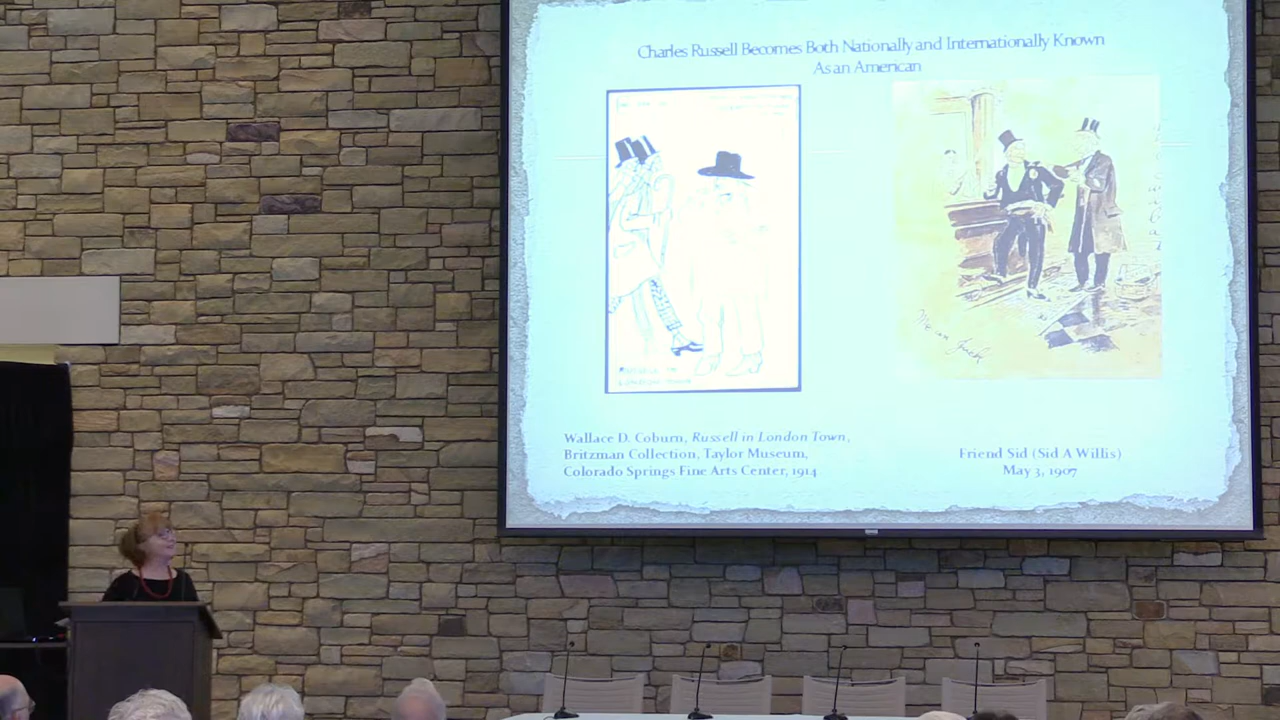 Charles Russell Becomes Both Nationally and Internationally Known
As an American
Wallace D. Coburn, Russell in London Town,
Britzman Collection, Taylor Museum,
Colorado Springs Fine Arts Center, 1914
Friend Sid (Sid A Willis)
May 3, 1907